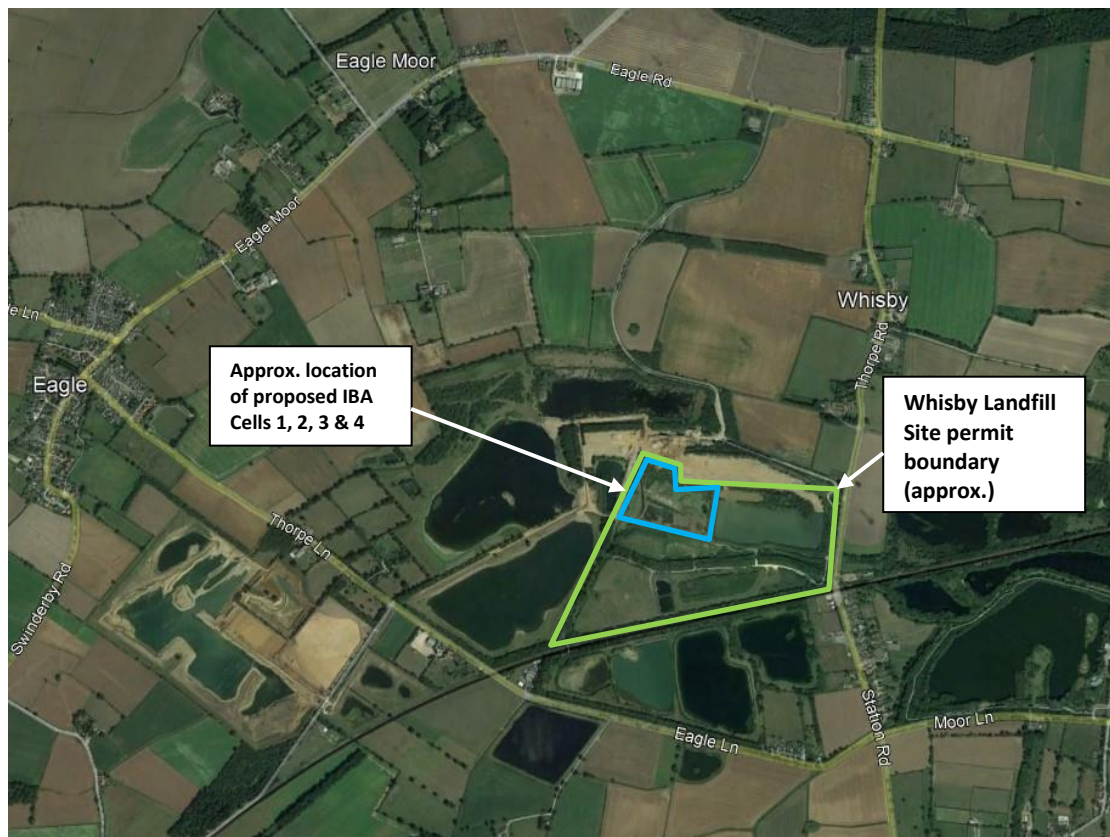 Eagle Moor
Eagle Rd
Eagle Moor
Whisby
le Ln
Thorpe Rd
Eagle
Approx. location
of proposed IBA
Cells 1, 2, 3 & 4
Whisby Landfill
Site permit
boundary
(approx.)
Thorpe Ln
Swinderby Rd
Station Rd
Moor Ln
Eagle Ln